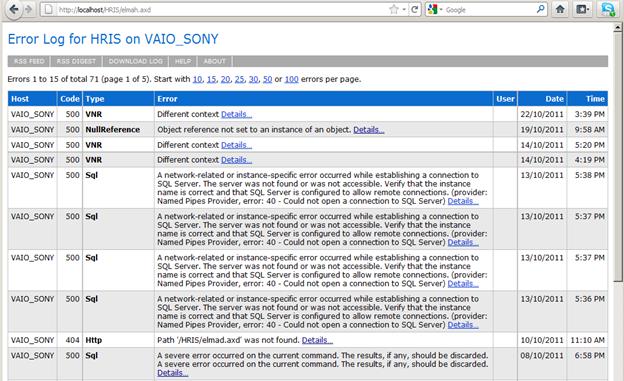 http://localhost/HRIS/elmah.axd
Google
Error Log for HRIS on VAIO_SONY
RSS FEED RSS DIGEST DOWNLOAD LOG HELP ABOUT
Errors 1 to 15 of total 71 (page 1 of 5). Start with 10, 15, 20, 25, 30, 50 or 100 errors per page.
Host Code Type Error User Date Time
VAIO_SONY 500 VNR Different context Details... 22/10/2011 3:39 PM
VAIO_SONY 500 NullReference Object reference not set to an instance of an object. Details... 19/10/2011 9:58 AM
VAIO_SONY 500 VNR Different context Details... 14/10/2011 5:20 PM
VAIO_SONY 500 VNR Different context Details... 14/10/2011 4:19 PM
VAIO_SONY 500 Sql A network-related or instance-specific error occurred while establishing a connection to 13/10/2011 5:38 PM
SQL Server. The server was not found or was not accessible. Verify that the instance
name is correct and that SQL Server is configured to allow remote connections. (provider:
Named Pipes Provider, error: 40 - Could not open a connection to SQL Server) Details...
VAIO_SONY 500 Sql A network-related or instance-specific error occurred while establishing a connection to 13/10/2011 5:37 PM
SQL Server. The server was not found or was not accessible. Verify that the instance
name is correct and that SQL Server is configured to allow remote connections. (provider:
Named Pipes Provider, error: 40 - Could not open a connection to SQL Server) Details...
VAIO_SONY 500 Sql A network-related or instance-specific error occurred while establishing a connection to 13/10/2011 5:37 PM
SQL Server. The server was not found or was not accessible. Verify that the instance
name is correct and that SQL Server is configured to allow remote connections. (provider:
Named Pipes Provider, error: 40 - Could not open a connection to SQL Server) Details...
VAIO_SONY 500 Sql A network-related or instance-specific error occurred while establishing a connection to 13/10/2011 5:36 PM
SQL Server. The server was not found or was not accessible. Verify that the instance
name is correct and that SQL Server is configured to allow remote connections. (provider:
Named Pipes Provider, error: 40 - Could not open a connection to SQL Server) Details...
VAIO_SONY 404 Http Path '/HRIS/elmad.axd' was not found. Details... 10/10/2011 11:10 AM
VAIO_SONY 500 Sql A severe error occurred on the current command. The results, if any, should be discarded. 08/10/2011 6:58 PM
Details...